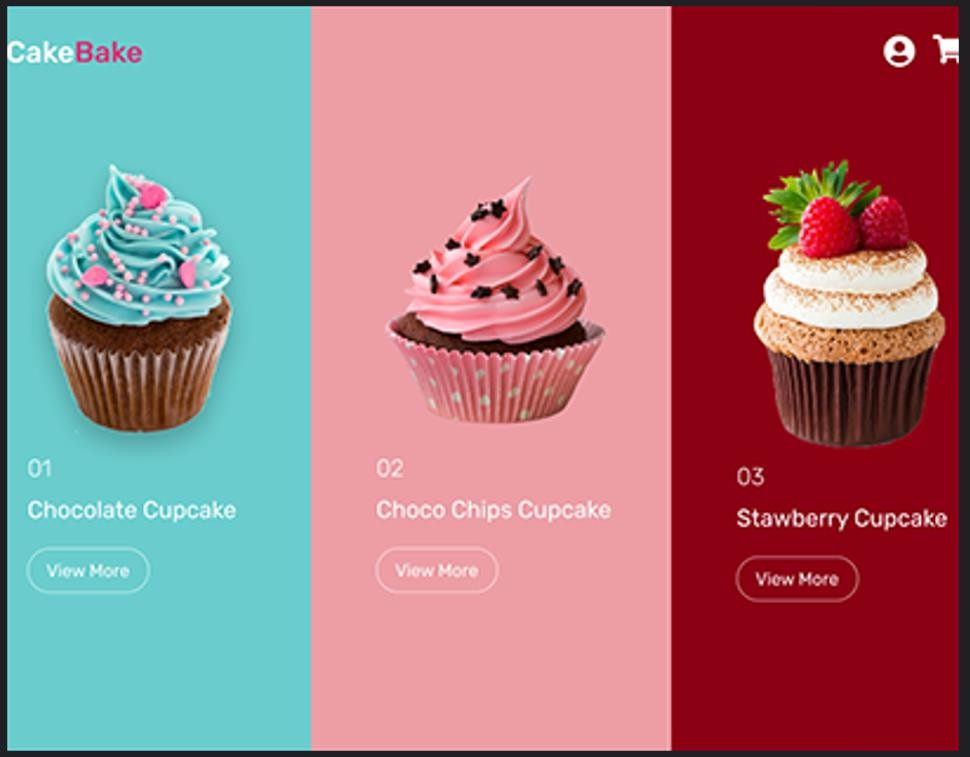 CakeBake
01
Chocolate Cupcake
View More
02
Choco Chips Cupcake
View More
03
Stawberry Cupcake
View More